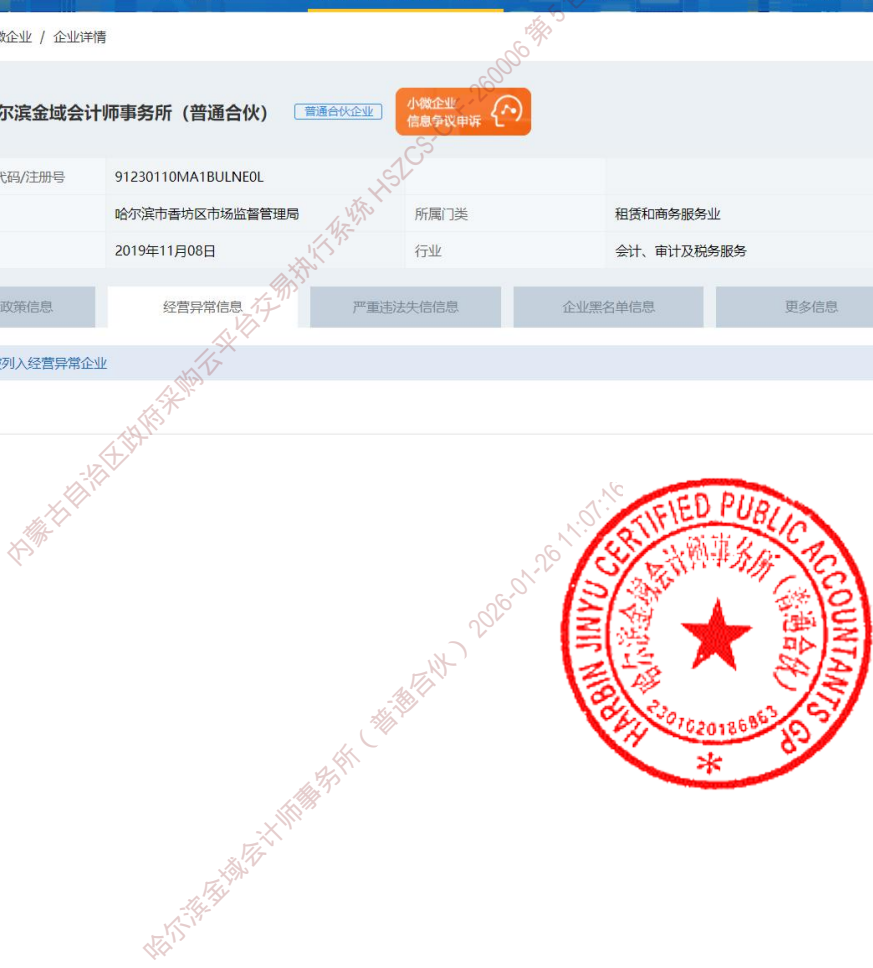 微企业 / 企业详情
尔滨金域会计师事务所（普通合伙）
普通合伙企业
小微企业
信息争议申诉
代码/注册号 91230110MA1BULNE0L
哈尔滨市香坊区市场监督管理局 所属门类 租赁和商务服务业
2019年11月08日 行业 会计、审计及税务服务
政策信息 经营异常信息 严重违法失信信息 企业黑名单信息 更多信息
列入经营异常企业
内蒙古自治区政府采购云平台交易执行系统 HSZCS-C-F-260006 第5
哈尔滨金域会计师事务所（普通合伙）2026-01-26 11:07:16
HARBIN JINYU CERTIFIED PUBLIC ACCOUNTANTS GP
哈尔滨金域会计师事务所（普通合伙）
2301020186863